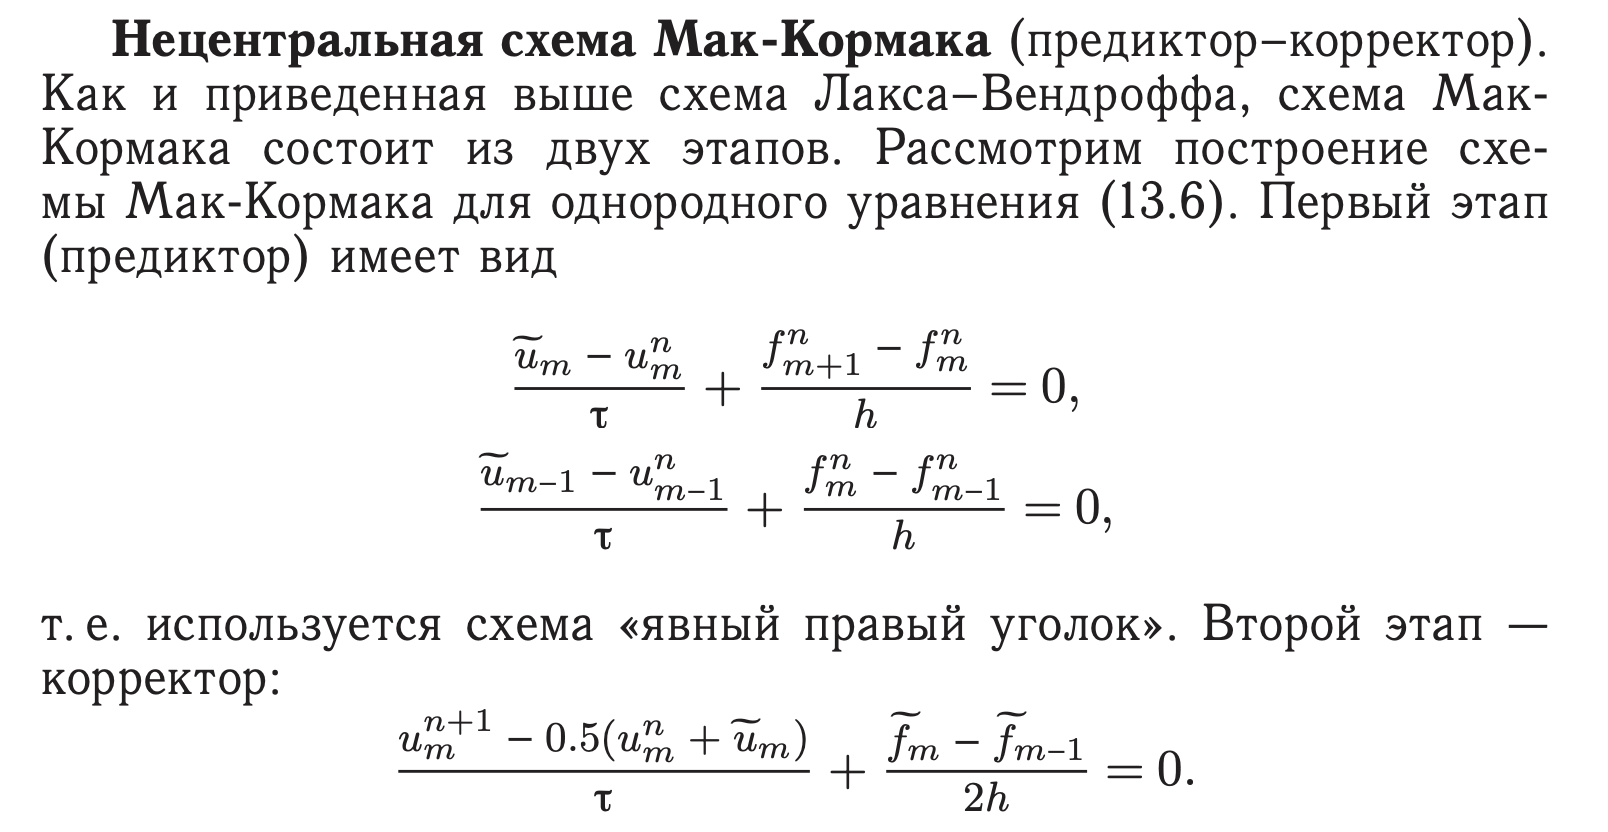 Нецентральная схема Мак-Кормака (предиктор–корректор).
Как и приведенная выше схема Лакса–Вендроффа, схема Мак-
Кормака состоит из двух этапов. Рассмотрим построение схе-
мы Мак-Кормака для однородного уравнения (13.6). Первый этап
(предиктор) имеет вид
$$\frac{\widetilde{u}_m - u_m^n}{\tau} + \frac{f_{m+1}^n - f_m^n}{h} = 0,$$
$$\frac{\widetilde{u}_{m-1} - u_{m-1}^n}{\tau} + \frac{f_m^n - f_{m-1}^n}{h} = 0,$$
т. е. используется схема «явный правый уголок». Второй этап —
корректор:
$$\frac{u_m^{n+1} - 0.5(u_m^n + \widetilde{u}_m)}{\tau} + \frac{\widetilde{f}_m - \widetilde{f}_{m-1}}{2h} = 0.$$